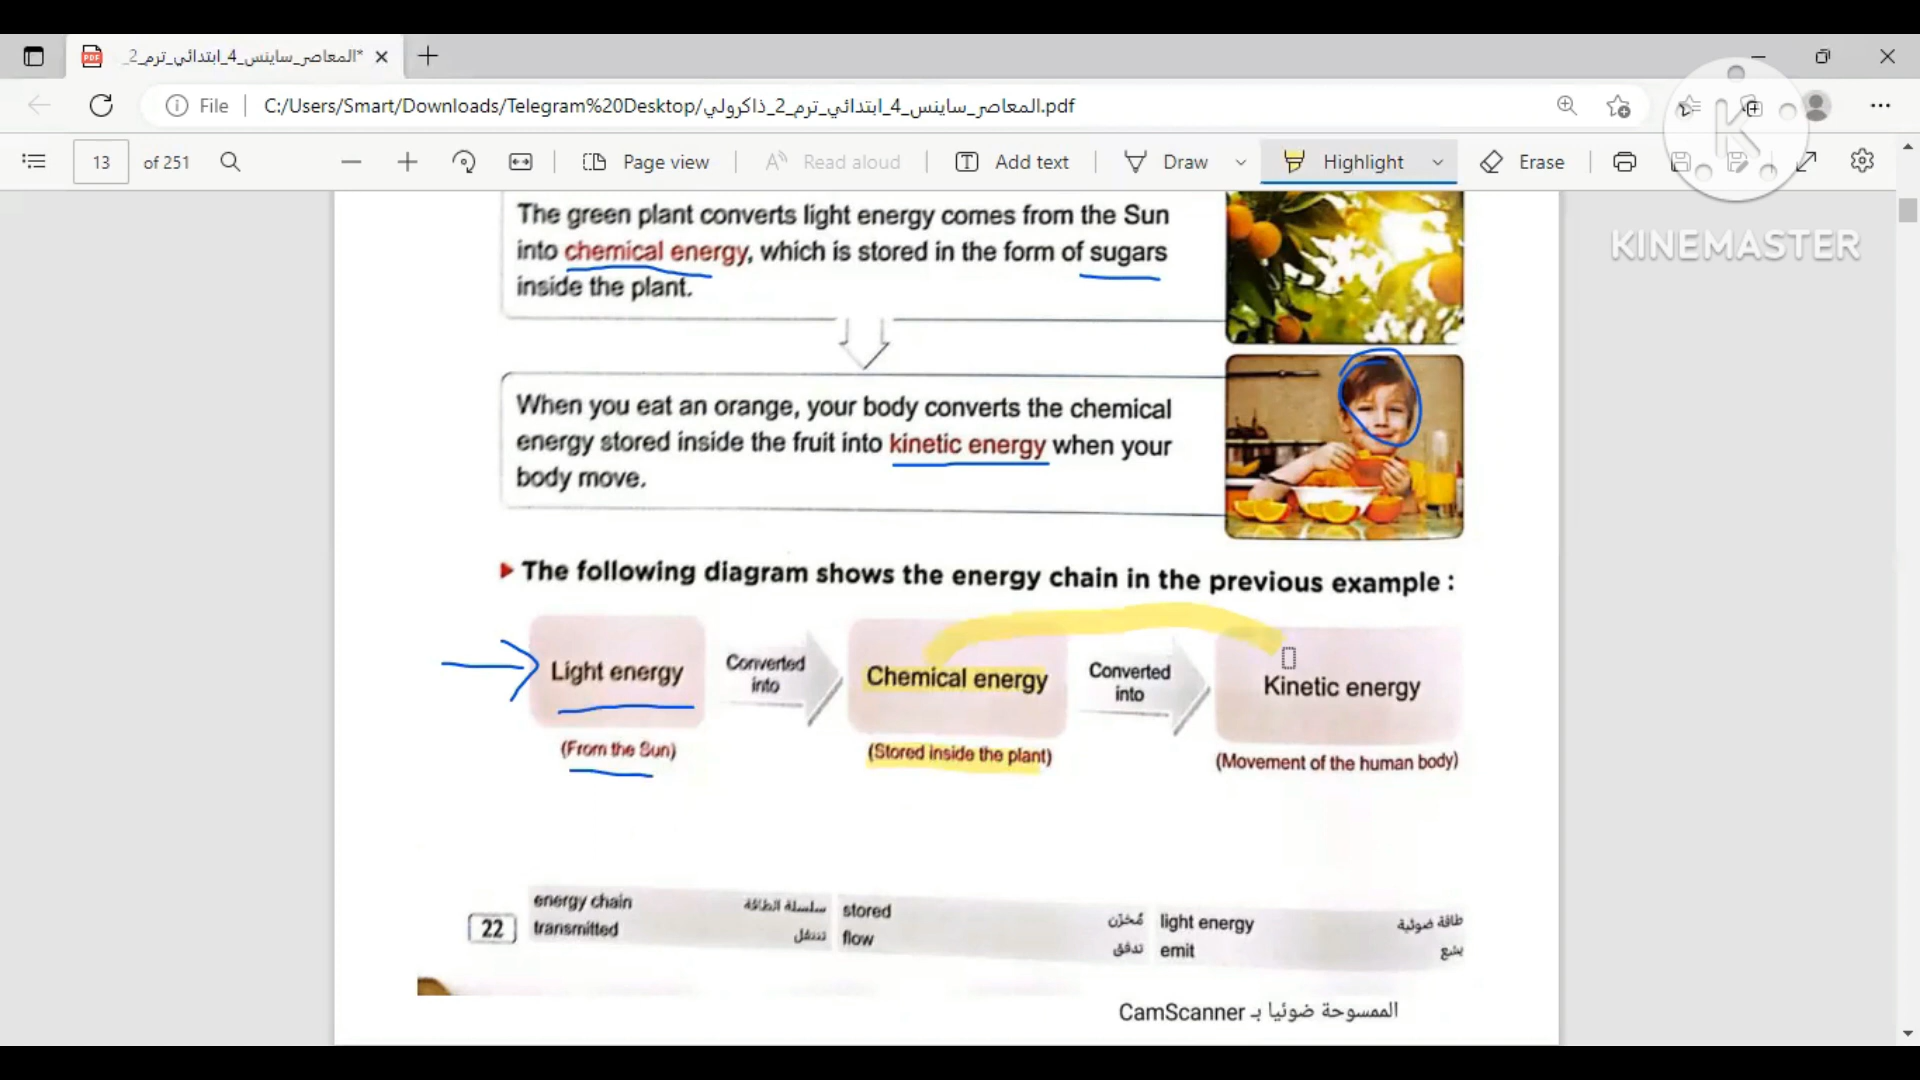 *المعاصر_ساينس_4_ابتدائي_ترم_2_
File
C:/Users/Smart/Downloads/Telegram%20Desktop/المعاصر_ساينس_4_ابتدائي_ترم_2_ذاكرولي.pdf
13 of 251
Page view
Read aloud
Add text
Draw
Highlight
Erase
KINEMASTER
The green plant converts light energy comes from the Sun
into chemical energy, which is stored in the form of sugars
inside the plant.
When you eat an orange, your body converts the chemical
energy stored inside the fruit into kinetic energy when your
body move.
The following diagram shows the energy chain in the previous example :
Light energy
(From the Sun)
Converted
into
Chemical energy
(Stored inside the plant)
Converted
into
Kinetic energy
(Movement of the human body)
22
energy chain سلسلة الطاقة
transmitted تنتقل
stored مُخزن
flow تدفق
light energy طاقة ضوئية
emit يشع
الممسوحة ضوئيا بـ CamScanner